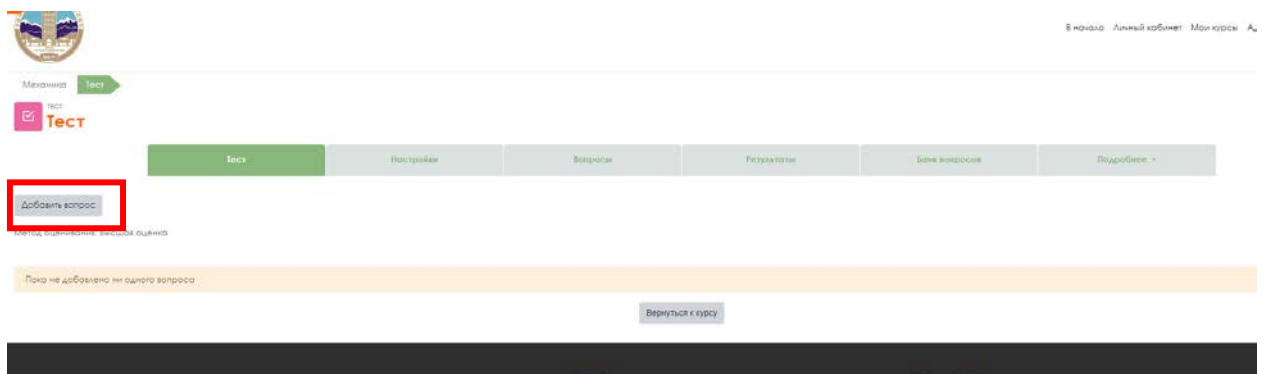 В начало Личный кабинет Мои курсы
Механика Тест
ТЕСТ
Тест
Тест Настройки Вопросы Результаты Банк вопросов Подробнее
Добавить вопрос
Метод оценивания: Высшая оценка
Пока не добавлено ни одного вопроса
Вернуться к курсу